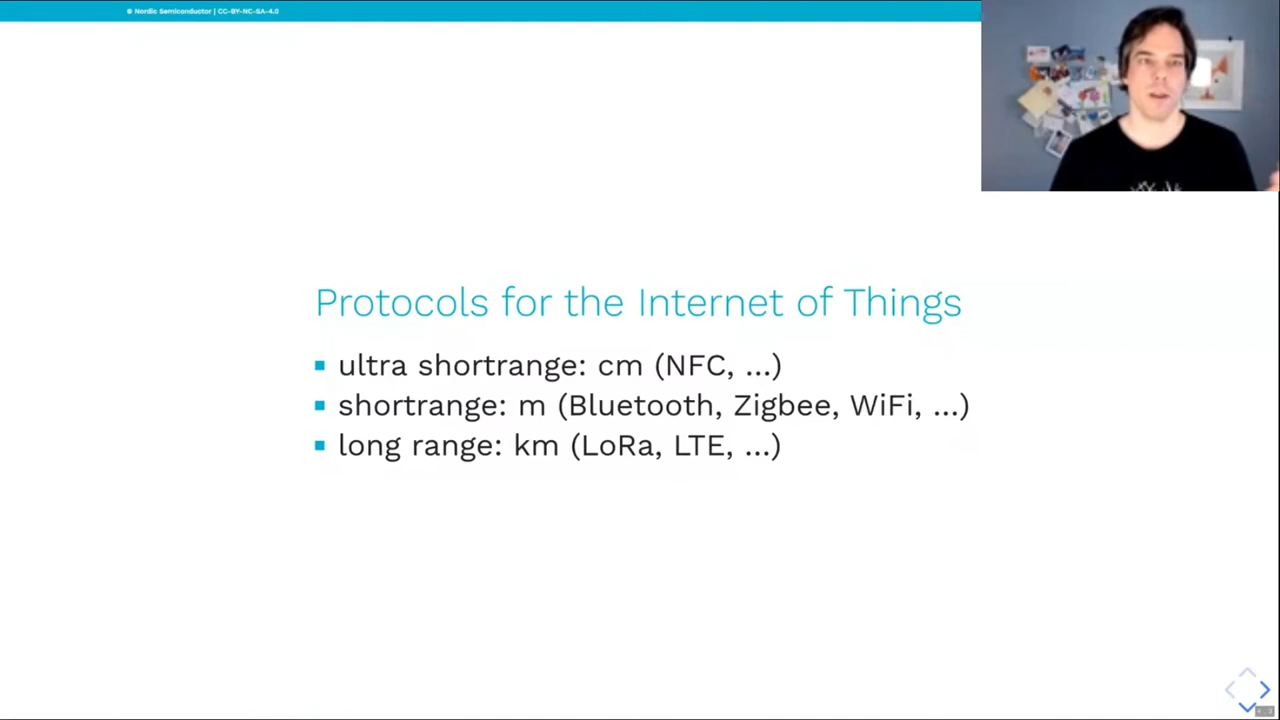 © Nordic Semiconductor | CC-BY-NC-SA-4.0
Protocols for the Internet of Things
▪ ultra shortrange: cm (NFC, ...)
▪ shortrange: m (Bluetooth, Zigbee, WiFi, ...)
▪ long range: km (LoRa, LTE, ...)